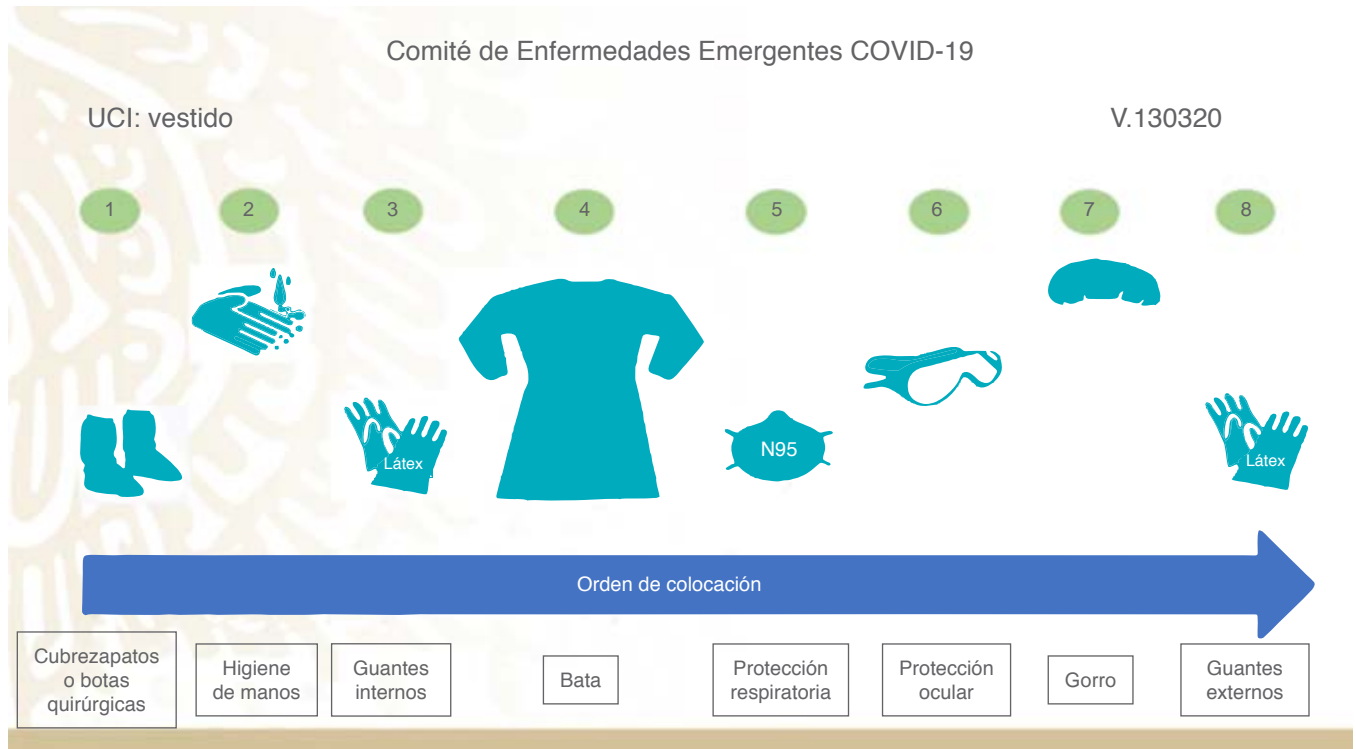 Comité de Enfermedades Emergentes COVID-19
UCI: vestido
V.130320
1
2
3
4
5
6
7
8
Látex
N95
Látex
Orden de colocación
Cubrezapatos
o botas
quirúrgicas
Higiene
de manos
Guantes
internos
Bata
Protección
respiratoria
Protección
ocular
Gorro
Guantes
externos